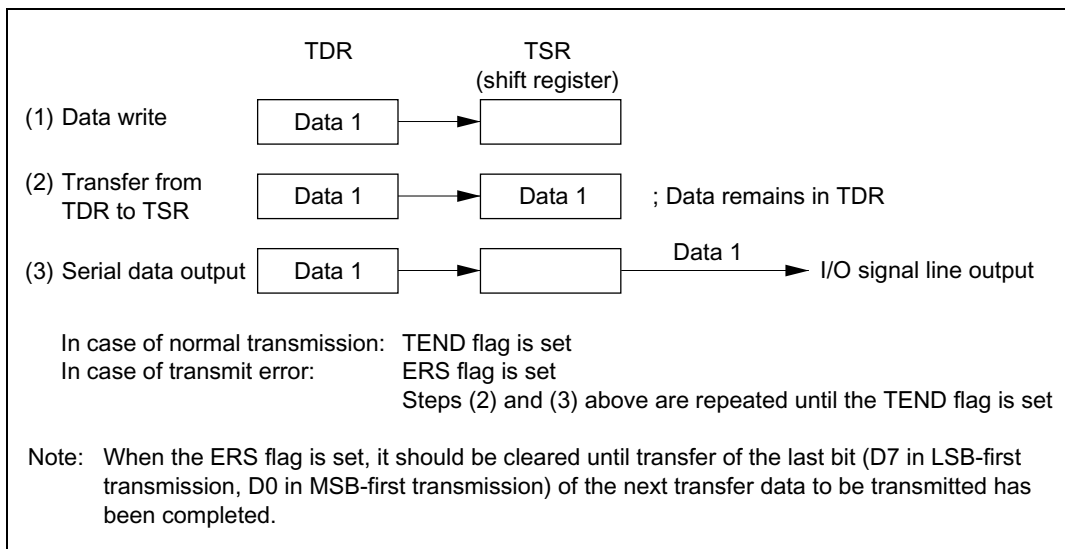 TDR TSR
(shift register)
(1) Data write Data 1
(2) Transfer from
TDR to TSR Data 1 Data 1 ; Data remains in TDR
(3) Serial data output Data 1 Data 1 I/O signal line output
In case of normal transmission: TEND flag is set
In case of transmit error: ERS flag is set
Steps (2) and (3) above are repeated until the TEND flag is set
Note: When the ERS flag is set, it should be cleared until transfer of the last bit (D7 in LSB-first
transmission, D0 in MSB-first transmission) of the next transfer data to be transmitted has
been completed.